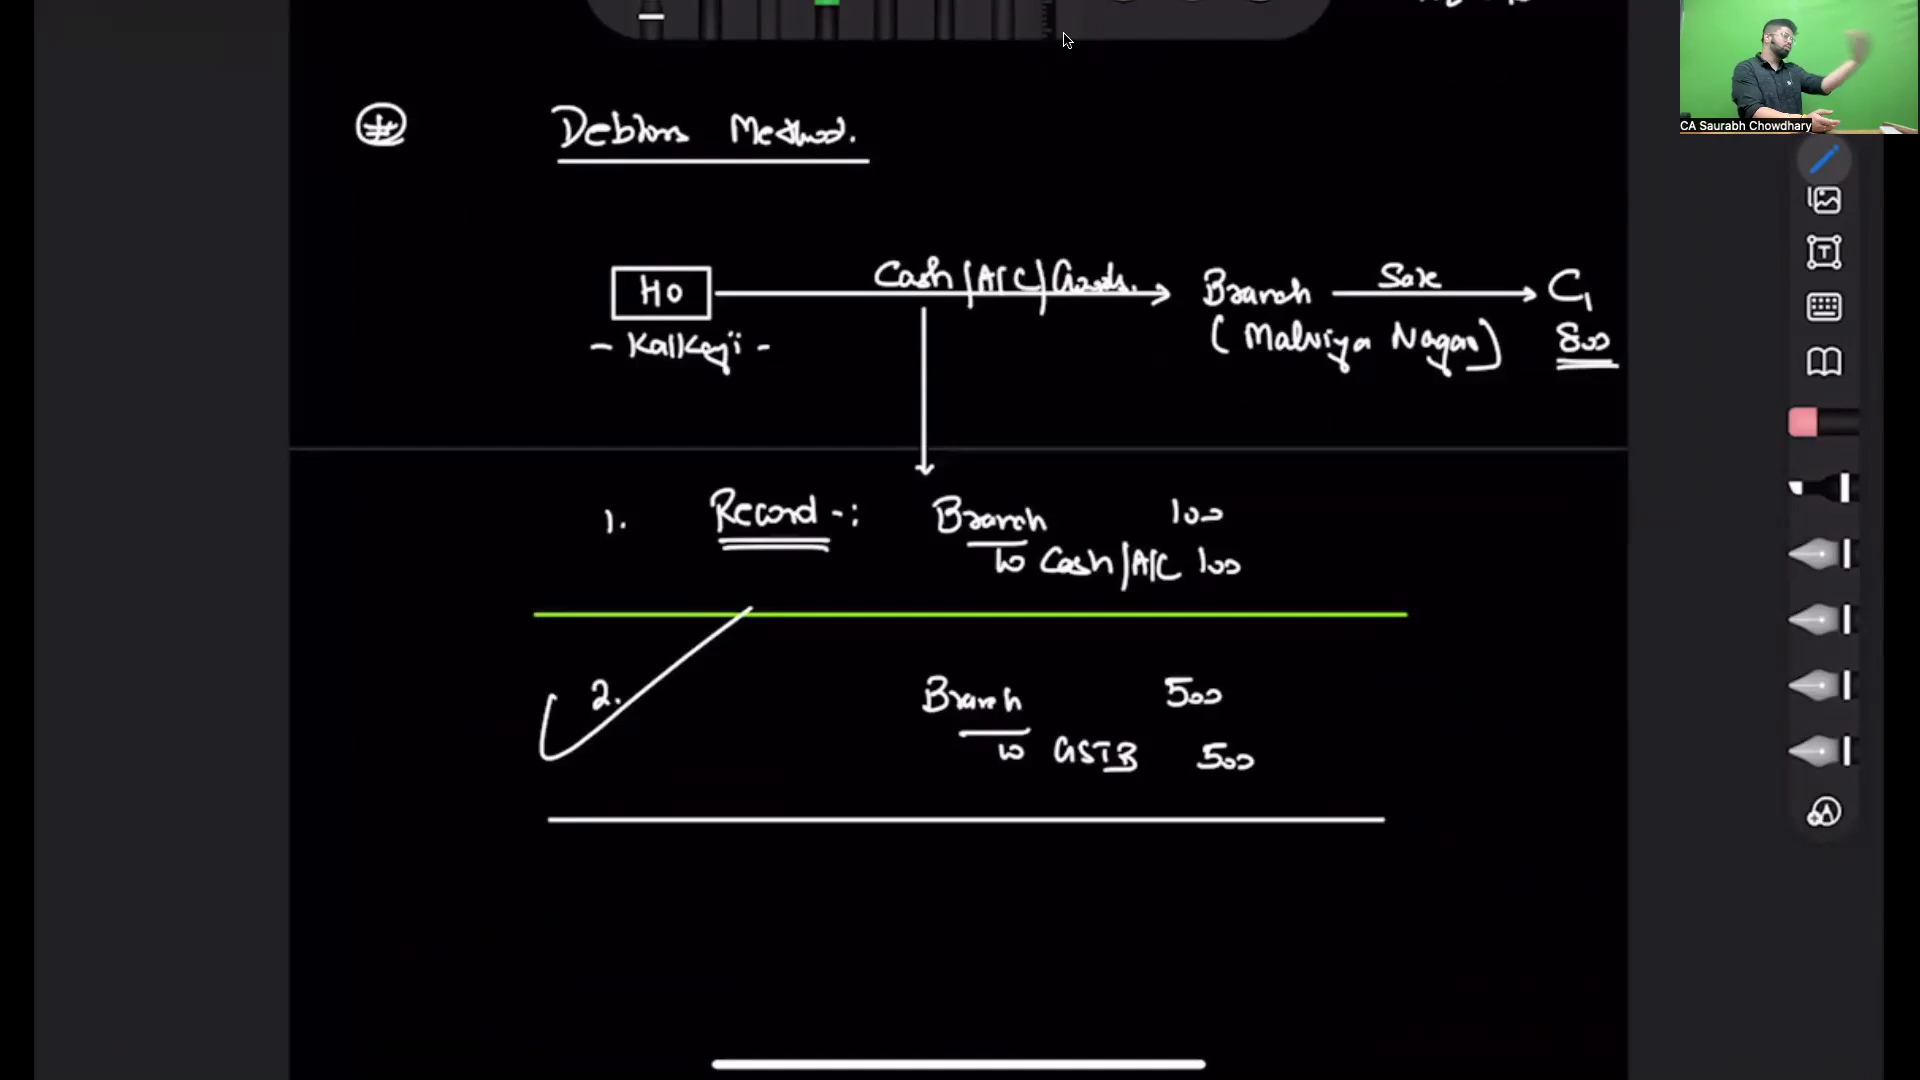 CA Saurabh Chowdhary
Debtors Method.
HO
Cash/A/C/Goods.
Branch
Sale
C1
- Kalkaji -
(Malviya Nagar)
800
1. Record -: Branch 100
to Cash/A/C 100
2. Branch 500
to GSTB 500